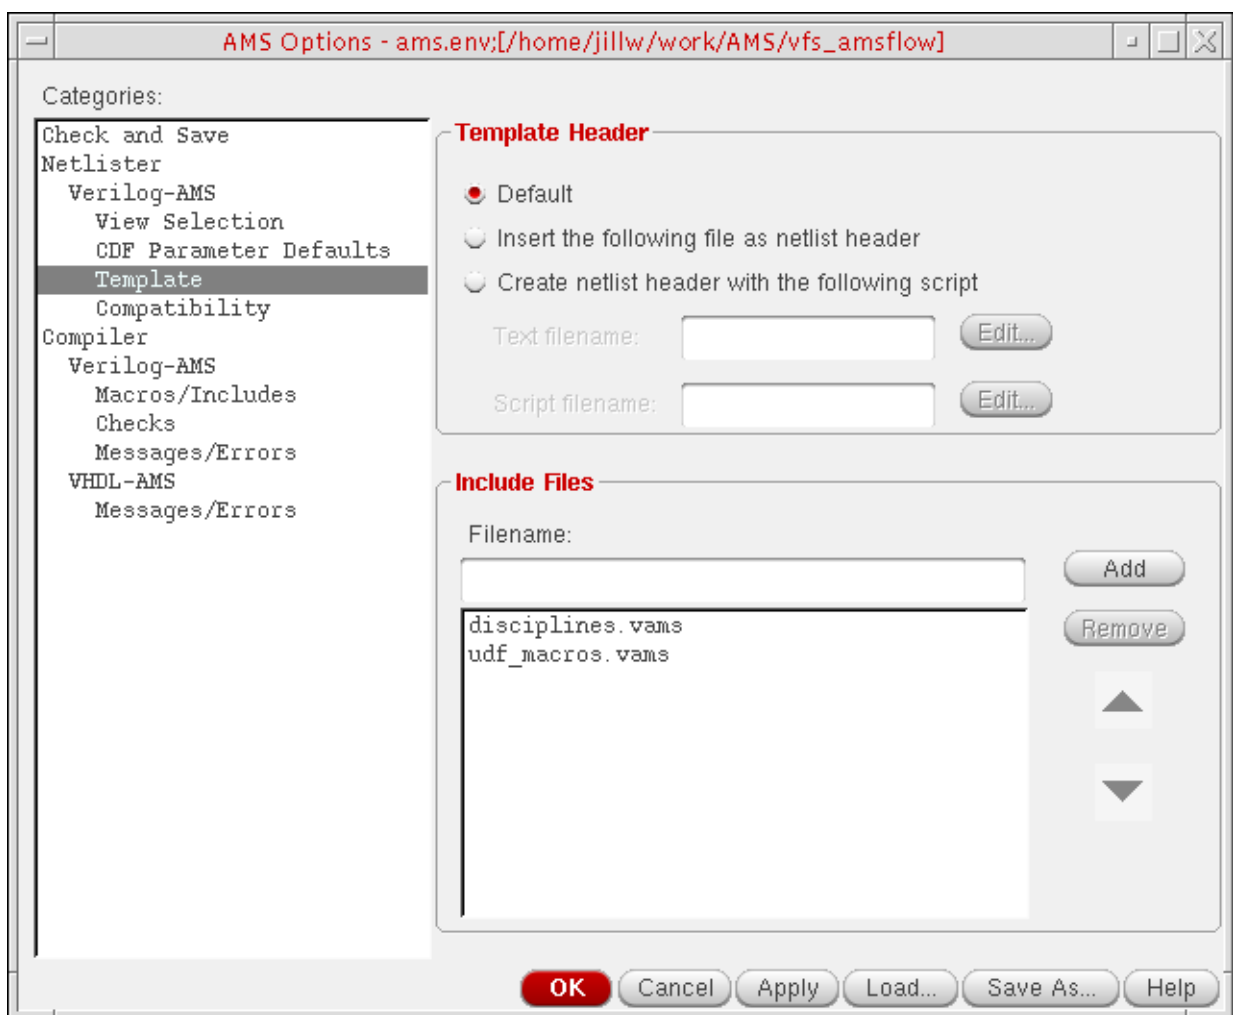 AMS Options - ams.env;[/home/jillw/work/AMS/vfs_amsflow]
Categories:
Check and Save
Netlister
Verilog-AMS
View Selection
CDF Parameter Defaults
Template
Compatibility
Compiler
Verilog-AMS
Macros/Includes
Checks
Messages/Errors
VHDL-AMS
Messages/Errors
Template Header
Default
Insert the following file as netlist header
Create netlist header with the following script
Text filename:
Edit...
Script filename:
Edit...
Include Files
Filename:
Add
disciplines.vams
udf_macros.vams
Remove
OK Cancel Apply Load... Save As... Help